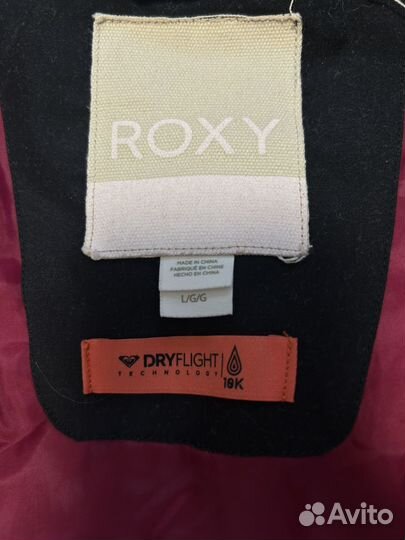 ROXY
MADE IN CHINA
FABRIQUÉ EN CHINE
HECHO EN CHINA
L/G/G
DRYFLIGHT
TECHNOLOGY
10K
Avito